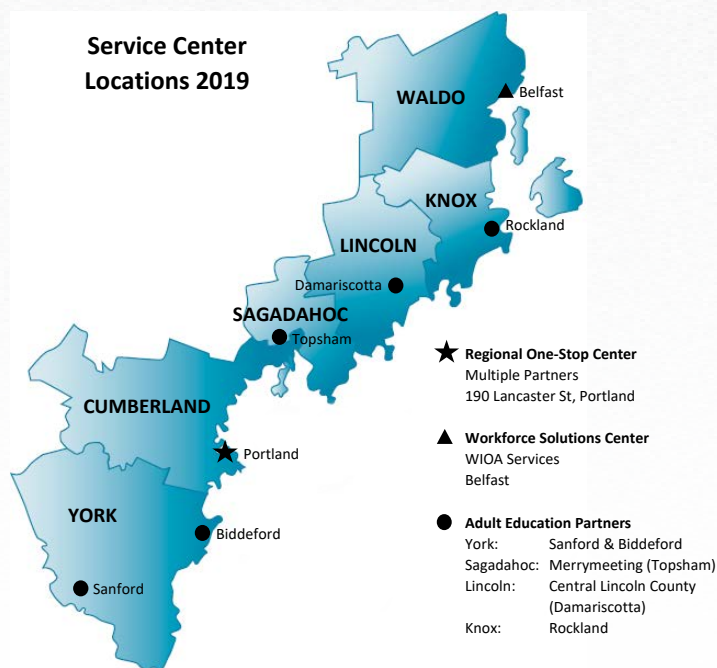 Service Center
Locations 2019
WALDO
Belfast
KNOX
Rockland
LINCOLN
Damariscotta
SAGADAHOC
Topsham
CUMBERLAND
Portland
YORK
Biddeford
Sanford
Regional One-Stop Center
Multiple Partners
190 Lancaster St, Portland
Workforce Solutions Center
WIOA Services
Belfast
Adult Education Partners
York: Sanford & Biddeford
Sagadahoc: Merrymeeting (Topsham)
Lincoln: Central Lincoln County
(Damariscotta)
Knox: Rockland